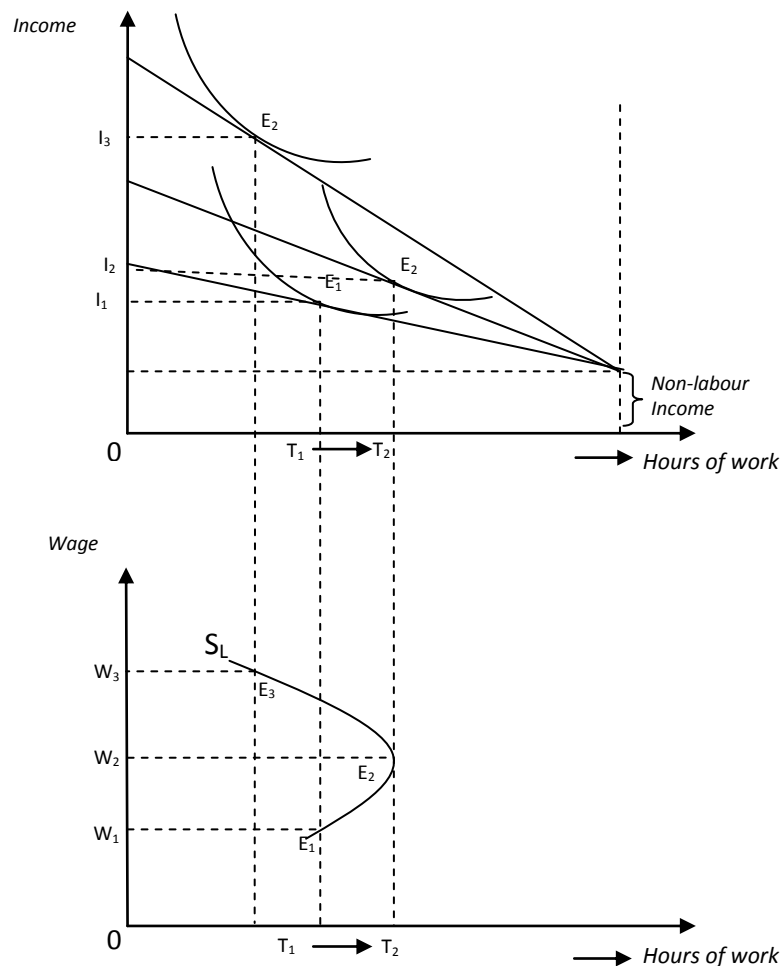 Income
E₂
I₃
I₂
E₁
E₂
I₁
Non-labour
Income
0
T₁
T₂
Hours of work
Wage
S_L
W₃
E₃
W₂
E₂
W₁
E₁
0
T₁
T₂
Hours of work